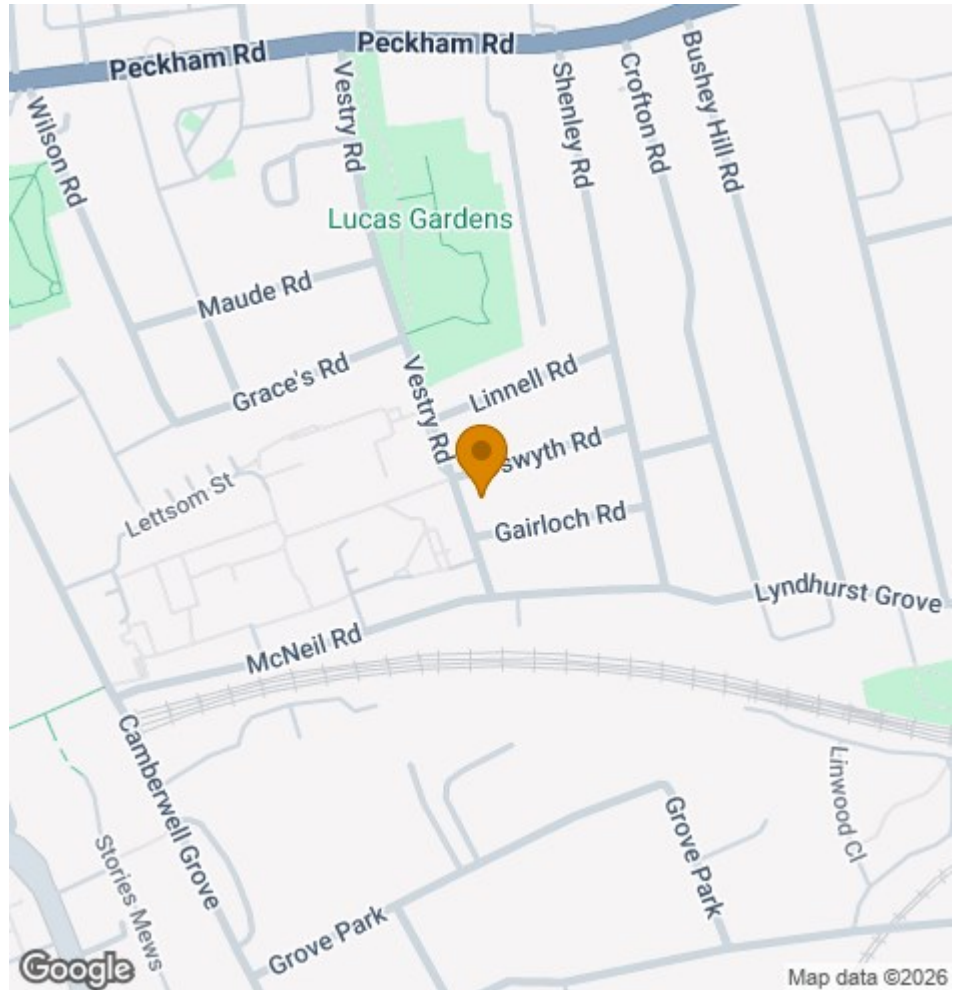 Peckham Rd
Peckham Rd
Wilson Rd
Vestry Rd
Shenley Rd
Crofton Rd
Bushey Hill Rd
Lucas Gardens
Maude Rd
Grace's Rd
Vestry Rd
Linnell Rd
swyth Rd
Lettsom St
Gairloch Rd
Lyndhurst Grove
McNeil Rd
Camberwell Grove
Stories Mews
Grove Park
Grove Park
Linwood Cl
Google
Map data ©2026